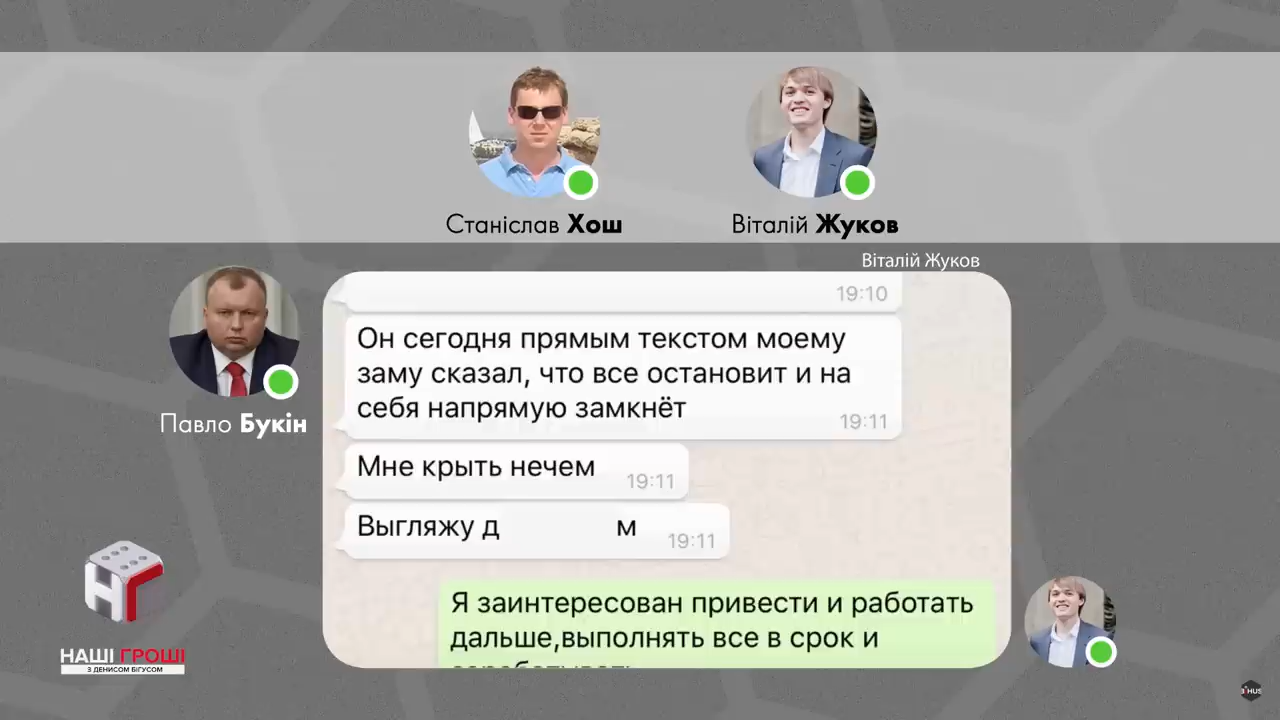 Станіслав Хош
Віталій Жуков
Віталій Жуков
Павло Букін
19:10
Он сегодня прямым текстом моему
заму сказал, что все остановит и на
себя напрямую замкнёт
19:11
Мне крыть нечем
19:11
Выгляжу д м
19:11
Я заинтересован привести и работать
дальше,выполнять все в срок и
НАШІ ГРОШІ
З ДЕНИСОМ БІГУСОМ